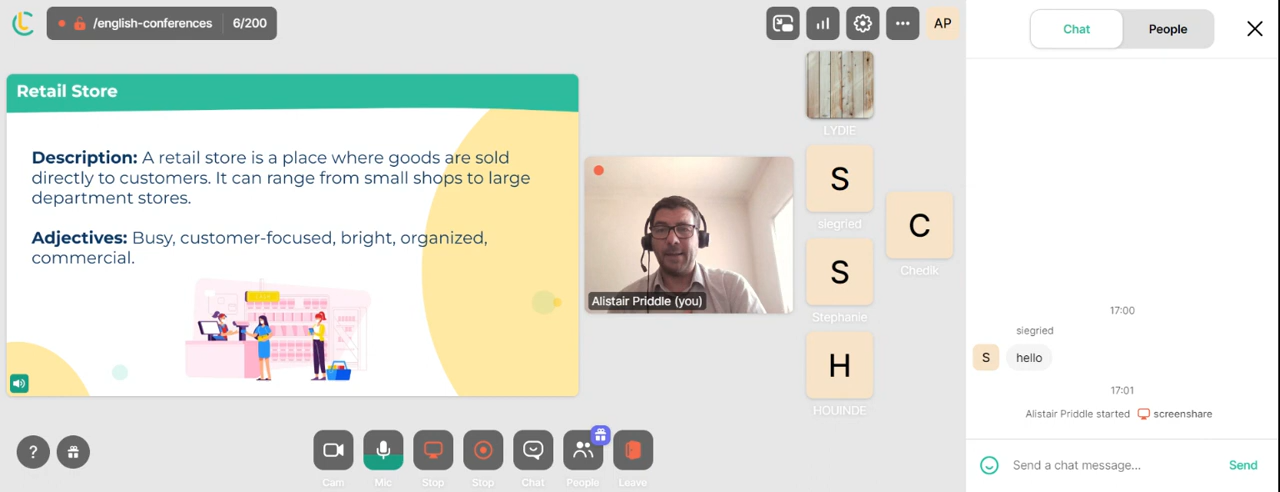 /english-conferences 6/200
AP
Chat
People
Retail Store
Description: A retail store is a place where goods are sold
directly to customers. It can range from small shops to large
department stores.
Adjectives: Busy, customer-focused, bright, organized,
commercial.
Alistair Priddle (you)
LYDIE
S
siegried
C
Chedik
S
Stephanie
H
HOUINDE
17:00
siegried
S
hello
17:01
Alistair Priddle started screenshare
Send a chat message...
Send
?
Cam
Mic
Stop
Stop
Chat
People
Leave